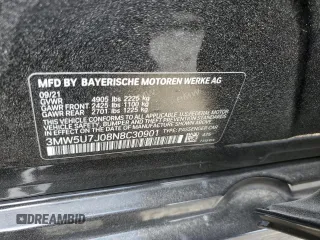 MFD BY BAYERISCHE MOTOREN WERKE AG
09/21
GVWR 4905 lbs 2225 kg
GAWR FRONT 2425 lbs 1100 kg
GAWR REAR 2701 lbs 1225 kg
THIS VEHICLE CONFORMS TO ALL APPLICABLE
FEDERAL MOTOR VEHICLE SAFETY, BUMPER AND
THEFT PREVENTION STANDARDS IN EFFECT ON THE
DATE OF MANUFACTURE SHOWN ABOVE.
3MW5U7J08N8C30901
TYPE: PASSENGER CAR
DREAMBID